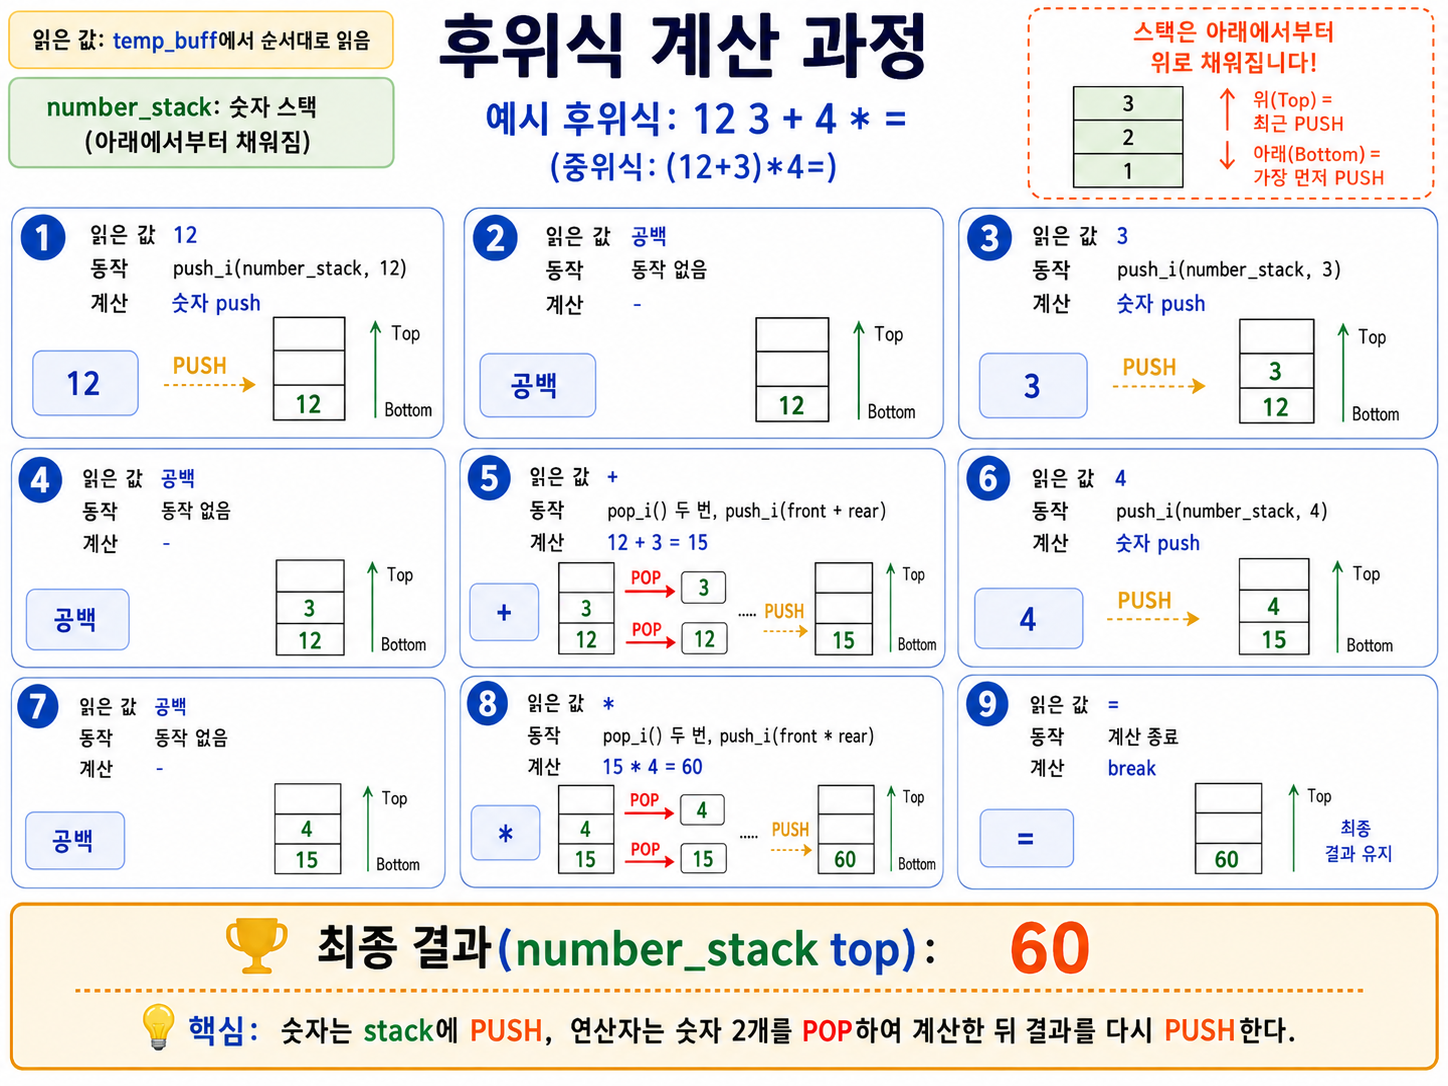 읽은 값: temp_buff에서 순서대로 읽음
number_stack: 숫자 스택
(아래에서부터 채워짐)
후위식 계산 과정
예시 후위식: 12 3 + 4 * =
(중위식: (12+3)*4=)
스택은 아래에서부터
위로 채워집니다!
3
2
1
위(Top) =
최근 PUSH
아래(Bottom) =
가장 먼저 PUSH
1
읽은 값 12
동작 push_i(number_stack, 12)
계산 숫자 push
12
PUSH
12
Top
Bottom
2
읽은 값 공백
동작 동작 없음
계산 -
공백
12
Top
Bottom
3
읽은 값 3
동작 push_i(number_stack, 3)
계산 숫자 push
3
PUSH
3
12
Top
Bottom
4
읽은 값 공백
동작 동작 없음
계산 -
공백
3
12
Top
Bottom
5
읽은 값 +
동작 pop_i() 두 번, push_i(front + rear)
계산 12 + 3 = 15
+
3
12
POP 3
POP 12
..... PUSH
15
Top
Bottom
6
읽은 값 4
동작 push_i(number_stack, 4)
계산 숫자 push
4
PUSH
4
15
Top
Bottom
7
읽은 값 공백
동작 동작 없음
계산 -
공백
4
15
Top
Bottom
8
읽은 값 *
동작 pop_i() 두 번, push_i(front * rear)
계산 15 * 4 = 60
*
4
15
POP 4
POP 15
..... PUSH
60
Top
Bottom
9
읽은 값 =
동작 계산 종료
계산 break
=
60
Top
최종
결과 유지
최종 결과(number_stack top): 60
핵심: 숫자는 stack에 PUSH, 연산자는 숫자 2개를 POP하여 계산한 뒤 결과를 다시 PUSH한다.